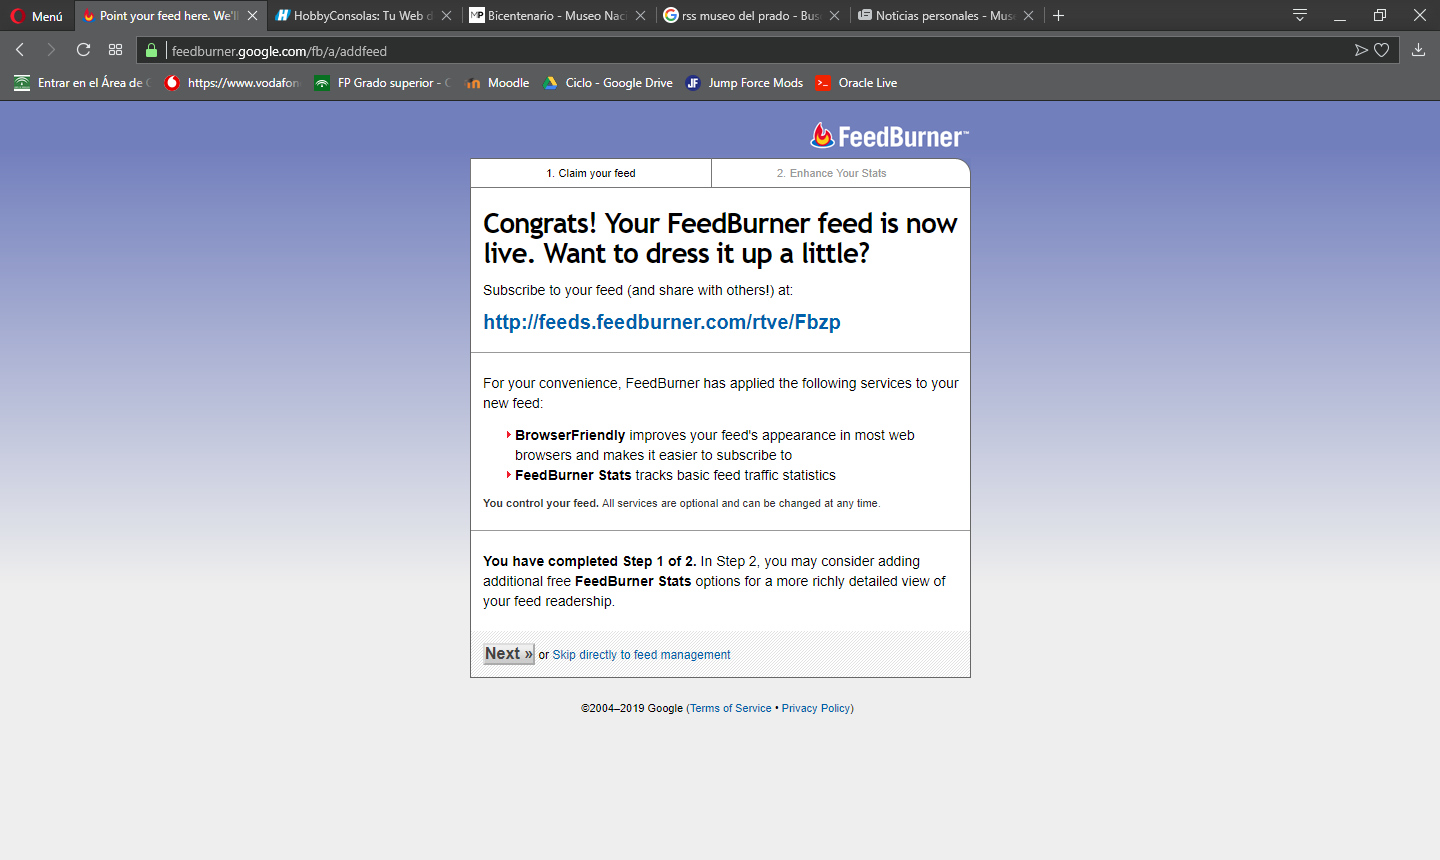 Menú
Point your feed here. We'll
HobbyConsolas: Tu Web d
MP Bicentenario - Museo Nac
rss museo del prado - Bus
Noticias personales - Mus
feedburner.google.com/fb/a/addfeed
Entrar en el Área de C
https://www.vodafon
FP Grado superior - C
Moodle
Ciclo - Google Drive
JF Jump Force Mods
Oracle Live
FeedBurner™
1. Claim your feed
2. Enhance Your Stats
Congrats! Your FeedBurner feed is now
live. Want to dress it up a little?
Subscribe to your feed (and share with others!) at:
http://feeds.feedburner.com/rtve/Fbzp
For your convenience, FeedBurner has applied the following services to your
new feed:
BrowserFriendly improves your feed's appearance in most web
browsers and makes it easier to subscribe to
FeedBurner Stats tracks basic feed traffic statistics
You control your feed. All services are optional and can be changed at any time.
You have completed Step 1 of 2. In Step 2, you may consider adding
additional free FeedBurner Stats options for a more richly detailed view of
your feed readership.
Next » or Skip directly to feed management
©2004–2019 Google (Terms of Service • Privacy Policy)